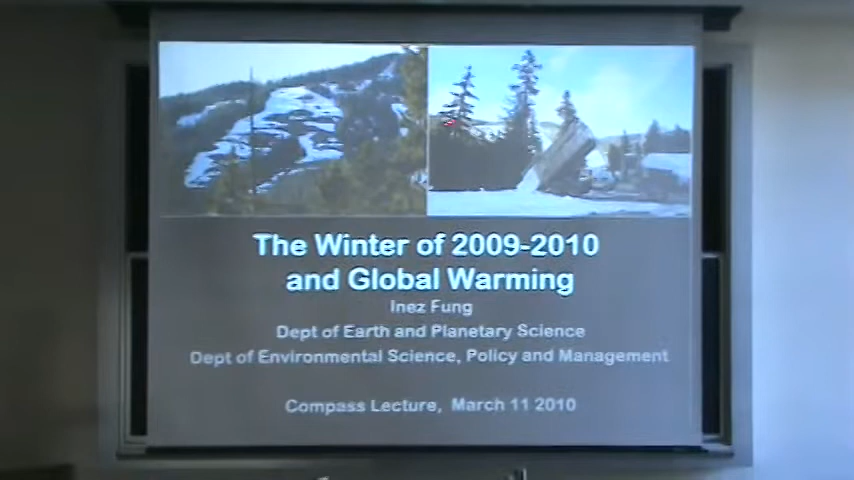 The Winter of 2009-2010
and Global Warming
Inez Fung
Dept of Earth and Planetary Science
Dept of Environmental Science, Policy and Management
Compass Lecture, March 11 2010